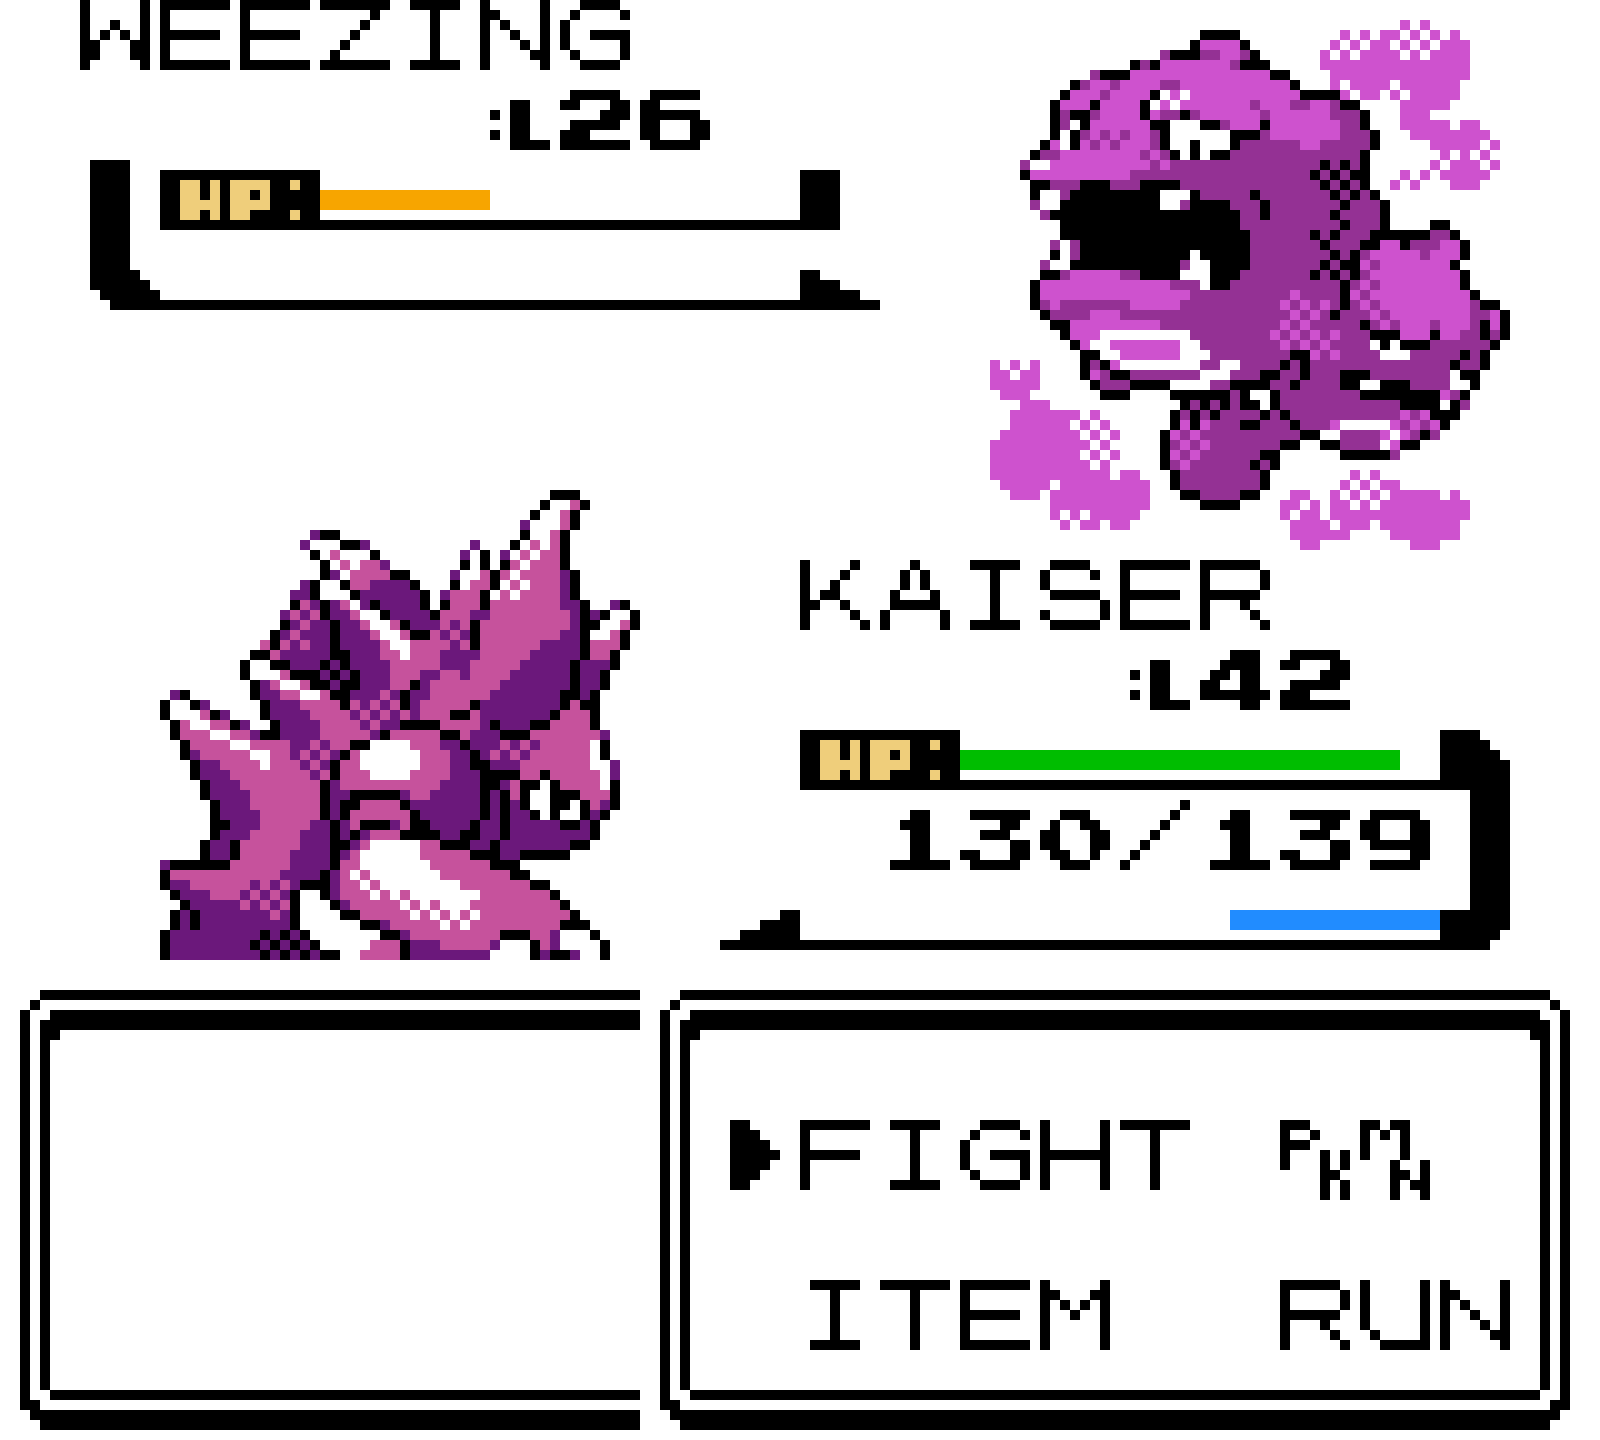 WEEZING
:L26
HP:
KAISER
:L42
HP:
130/139
▶FIGHT PKMN
ITEM RUN